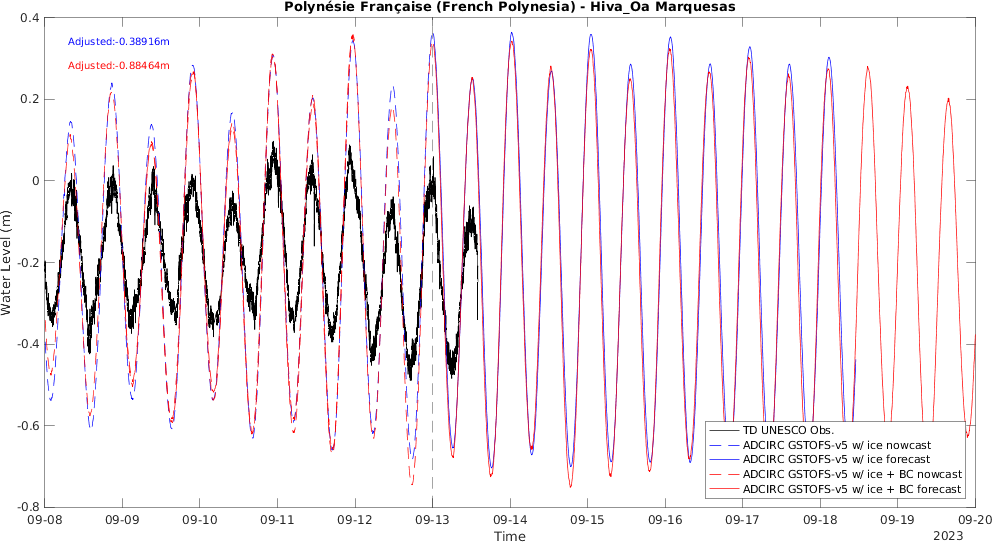 Polynésie Française (French Polynesia) - Hiva_Oa Marquesas
Adjusted:-0.38916m
Adjusted:-0.88464m
Water Level (m)
0.4
0.2
0
-0.2
-0.4
-0.6
-0.8
TD UNESCO Obs.
ADCIRC GSTOFS-v5 w/ ice nowcast
ADCIRC GSTOFS-v5 w/ ice forecast
ADCIRC GSTOFS-v5 w/ ice + BC nowcast
ADCIRC GSTOFS-v5 w/ ice + BC forecast
09-08 09-09 09-10 09-11 09-12 09-13 09-14 09-15 09-16 09-17 09-18 09-19 09-20
Time
2023